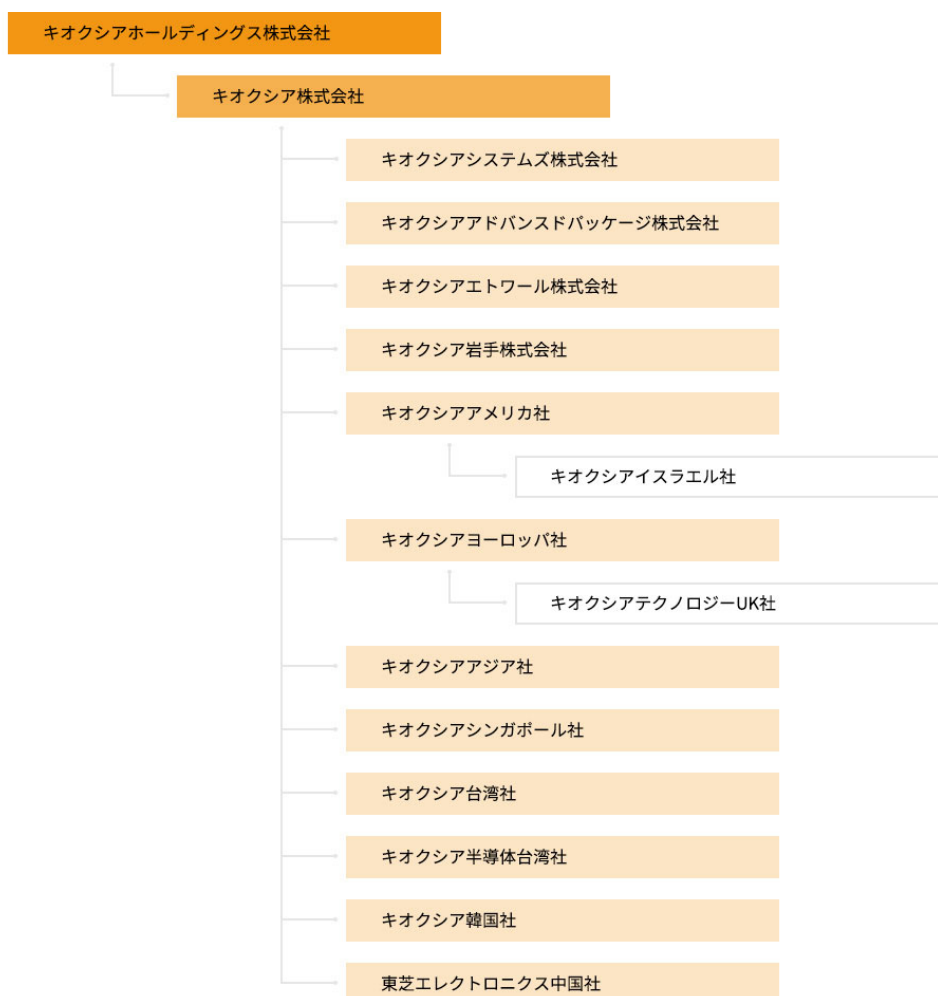 キオクシアホールディングス株式会社
キオクシア株式会社
キオクシアシステムズ株式会社
キオクシアアドバンスドパッケージ株式会社
キオクシアエトワール株式会社
キオクシア岩手株式会社
キオクシアアメリカ社
キオクシアイスラエル社
キオクシアヨーロッパ社
キオクシアテクノロジーUK社
キオクシアアジア社
キオクシアシンガポール社
キオクシア台湾社
キオクシア半導体台湾社
キオクシア韓国社
東芝エレクトロニクス中国社